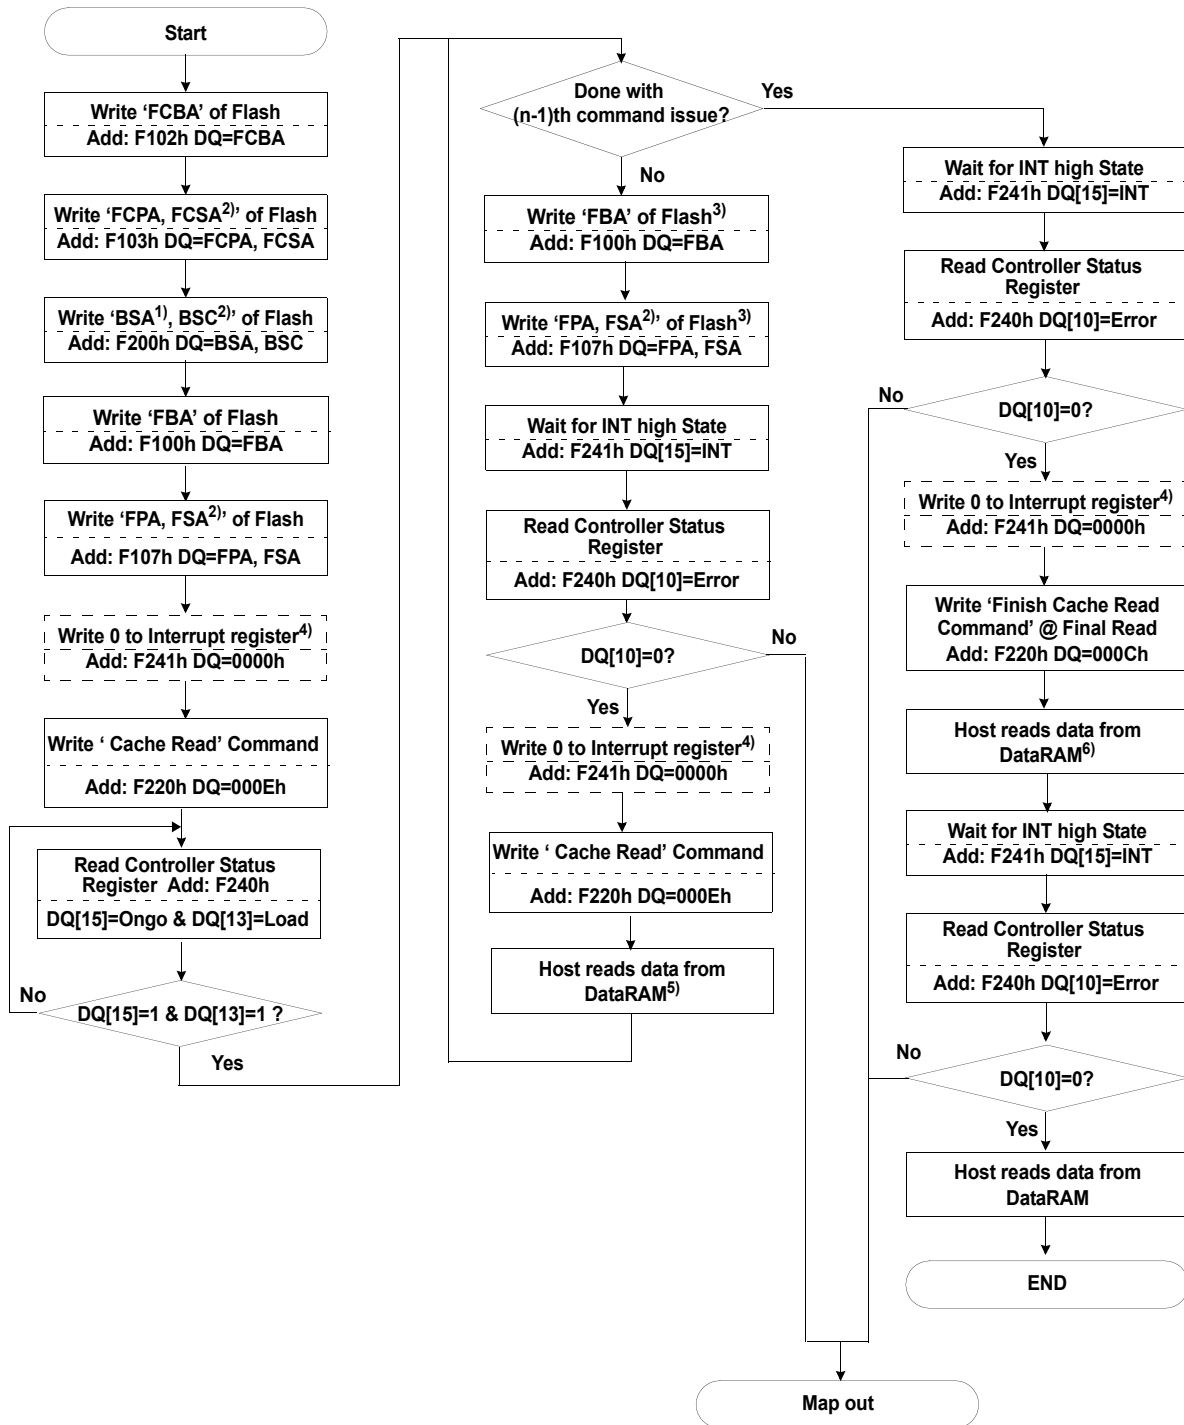 Start
Write ‘FCBA’ of Flash
Add: F102h DQ=FCBA
Write ‘FCPA, FCSA2)’ of Flash
Add: F103h DQ=FCPA, FCSA
Write ‘BSA1), BSC2)’ of Flash
Add: F200h DQ=BSA, BSC
Write ‘FBA’ of Flash
Add: F100h DQ=FBA
Write ‘FPA, FSA2)’ of Flash
Add: F107h DQ=FPA, FSA
Write 0 to Interrupt register4)
Add: F241h DQ=0000h
Write ‘ Cache Read’ Command
Add: F220h DQ=000Eh
Read Controller Status
Register Add: F240h
DQ[15]=Ongo & DQ[13]=Load
No
DQ[15]=1 & DQ[13]=1 ?
Yes
Done with
(n-1)th command issue?
Yes
No
Write ‘FBA’ of Flash3)
Add: F100h DQ=FBA
Write ‘FPA, FSA2)’ of Flash3)
Add: F107h DQ=FPA, FSA
Wait for INT high State
Add: F241h DQ[15]=INT
Read Controller Status
Register
Add: F240h DQ[10]=Error
No
DQ[10]=0?
Yes
Write 0 to Interrupt register4)
Add: F241h DQ=0000h
Write ‘ Cache Read’ Command
Add: F220h DQ=000Eh
Host reads data from
DataRAM5)
Wait for INT high State
Add: F241h DQ[15]=INT
Read Controller Status
Register
Add: F240h DQ[10]=Error
No
DQ[10]=0?
Yes
Write 0 to Interrupt register4)
Add: F241h DQ=0000h
Write ‘Finish Cache Read
Command’ @ Final Read
Add: F220h DQ=000Ch
Host reads data from
DataRAM6)
Wait for INT high State
Add: F241h DQ[15]=INT
Read Controller Status
Register
Add: F240h DQ[10]=Error
No
DQ[10]=0?
Yes
Host reads data from
DataRAM
END
Map out